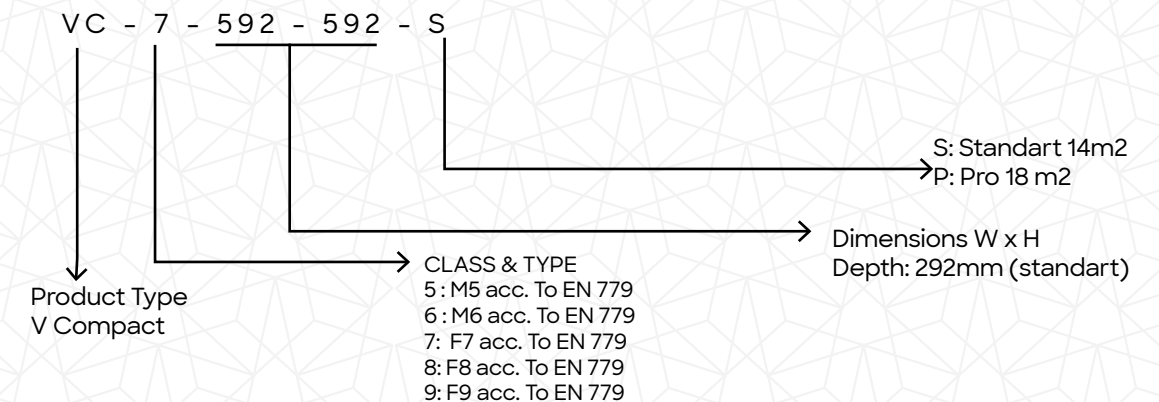 VC - 7 - 592 - 592 - S
S: Standart 14m2
P: Pro 18 m2
Dimensions W x H
Depth: 292mm (standart)
CLASS & TYPE
5 : M5 acc. To EN 779
6 : M6 acc. To EN 779
7: F7 acc. To EN 779
8: F8 acc. To EN 779
9: F9 acc. To EN 779
Product Type
V Compact